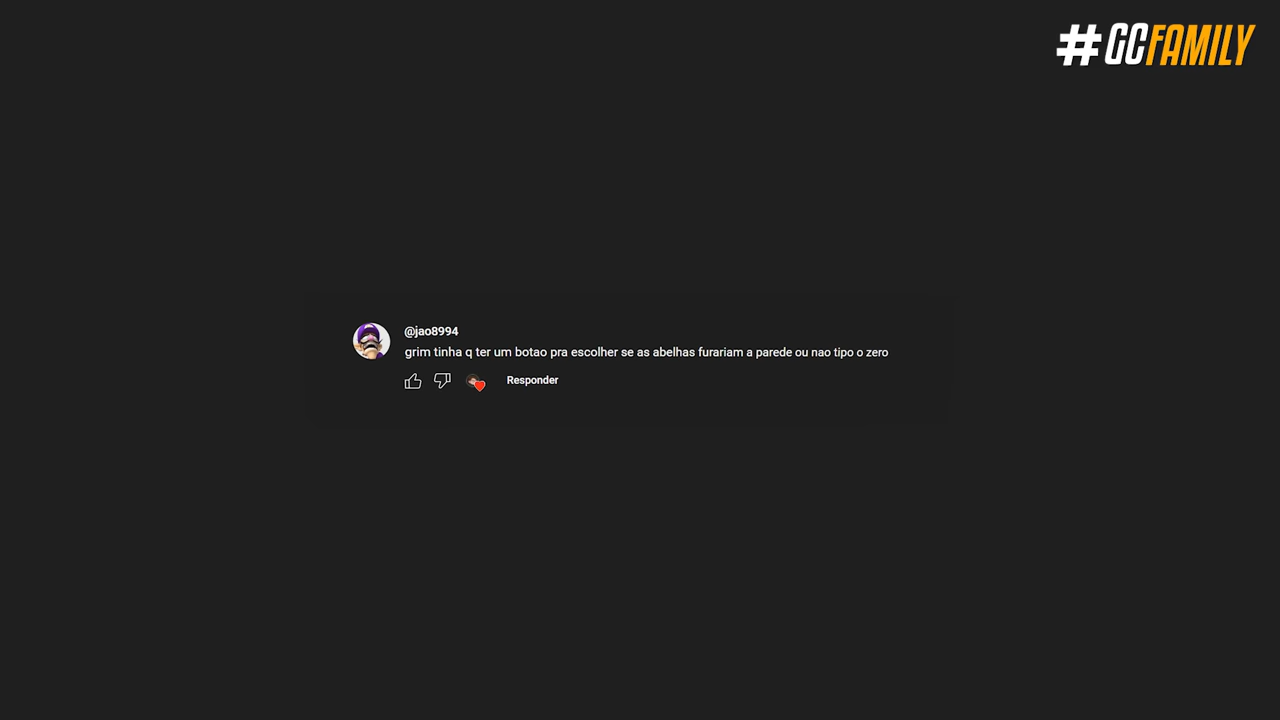 #GCFAMILY
@jao8994
grim tinha q ter um botao pra escolher se as abelhas furariam a parede ou nao tipo o zero
Responder